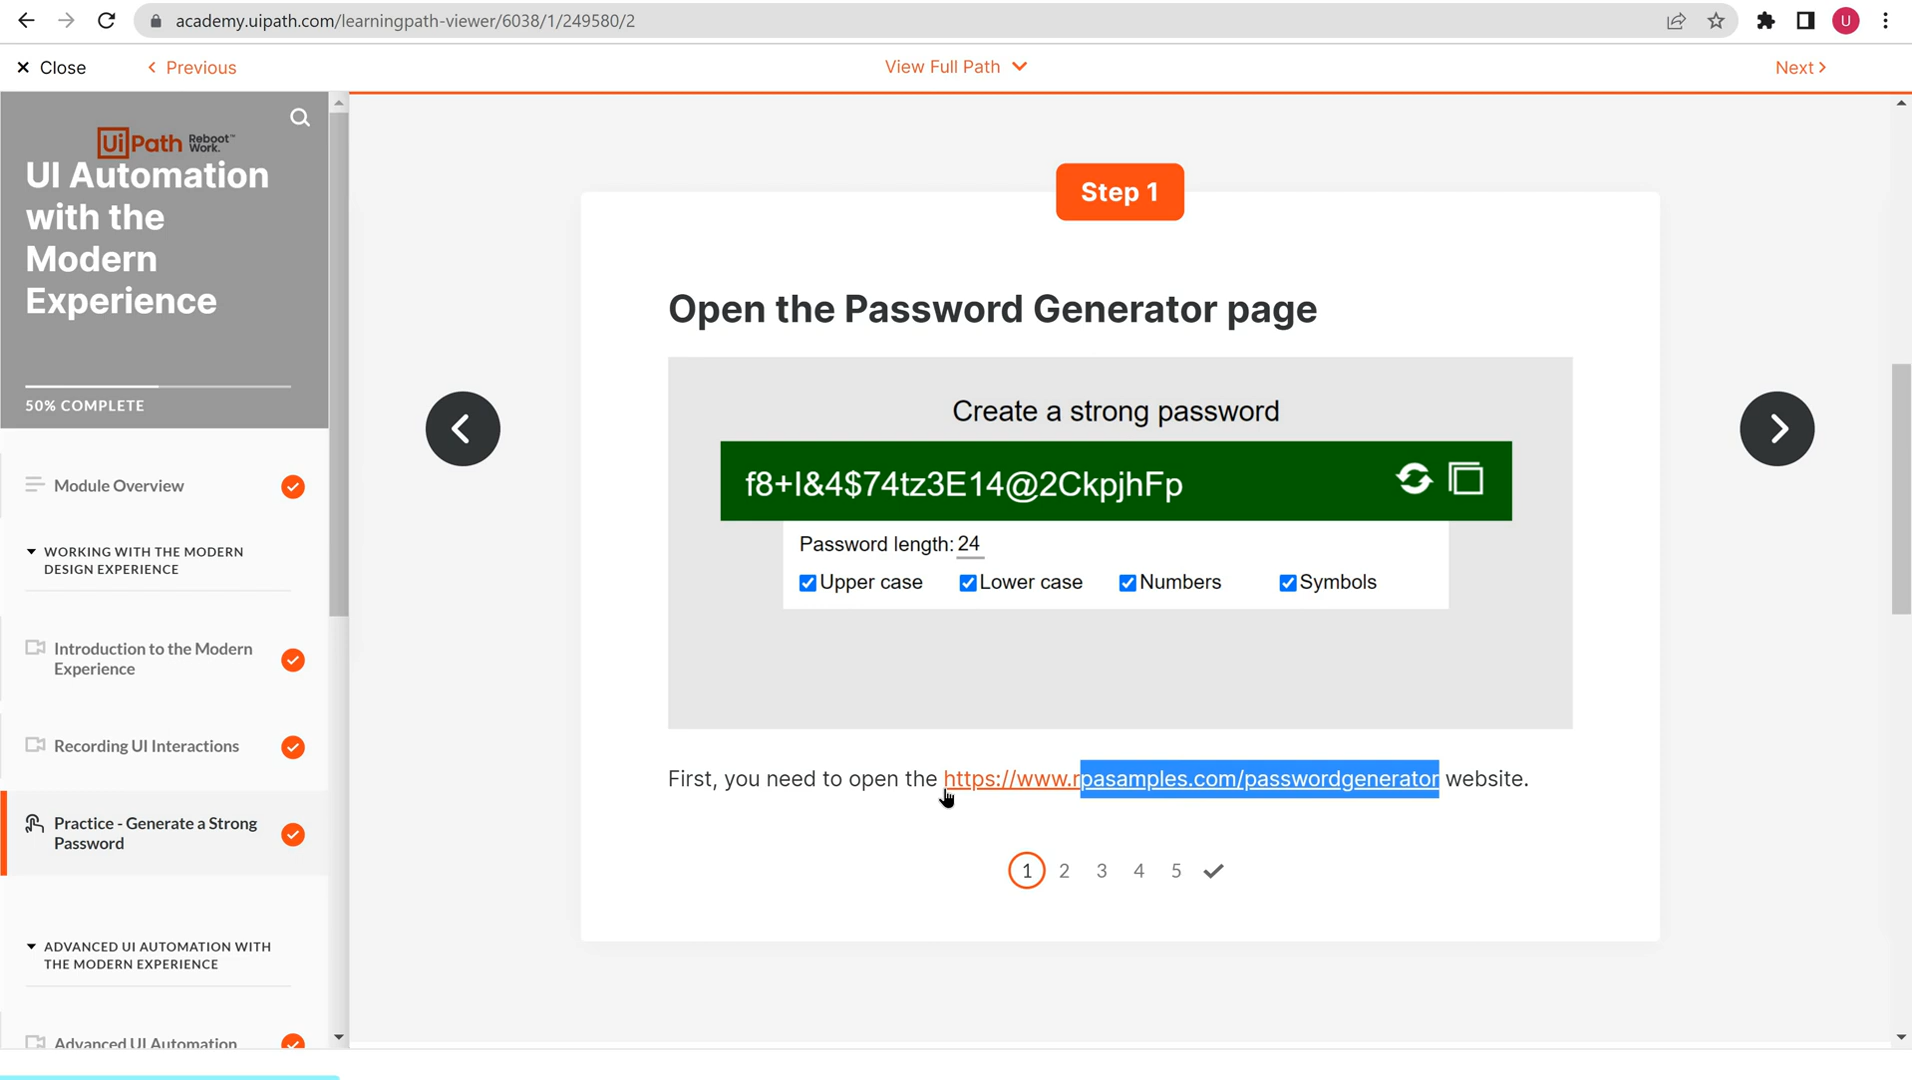 academy.uipath.com/learningpath-viewer/6038/1/249580/2
U
Close
Previous
View Full Path
Next
UiPath Reboot Work.™
UI Automation
with the
Modern
Experience
50% COMPLETE
Module Overview
WORKING WITH THE MODERN
DESIGN EXPERIENCE
Introduction to the Modern
Experience
Recording UI Interactions
Practice - Generate a Strong
Password
ADVANCED UI AUTOMATION WITH
THE MODERN EXPERIENCE
Advanced UI Automation
Step 1
Open the Password Generator page
Create a strong password
f8+I&4$74tz3E14@2CkpjhFp
Password length: 24
Upper case Lower case Numbers Symbols
First, you need to open the https://www.rpasamples.com/passwordgenerator website.
1 2 3 4 5